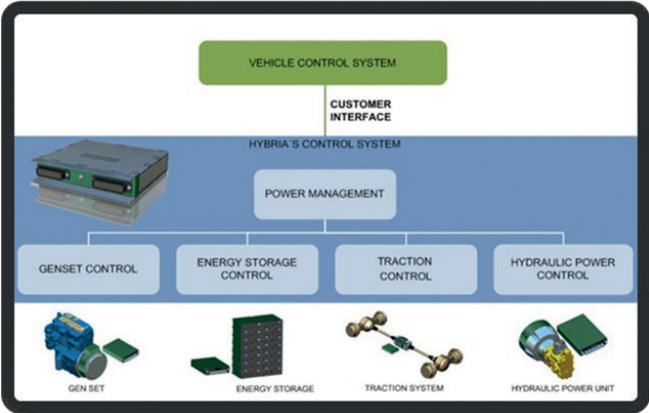 VEHICLE CONTROL SYSTEM
CUSTOMER
INTERFACE
HYBRIA´S CONTROL SYSTEM
POWER MANAGEMENT
GENSET CONTROL
ENERGY STORAGE
CONTROL
TRACTION
CONTROL
HYDRAULIC POWER
CONTROL
GEN SET
ENERGY STORAGE
TRACTION SYSTEM
HYDRAULIC POWER UNIT